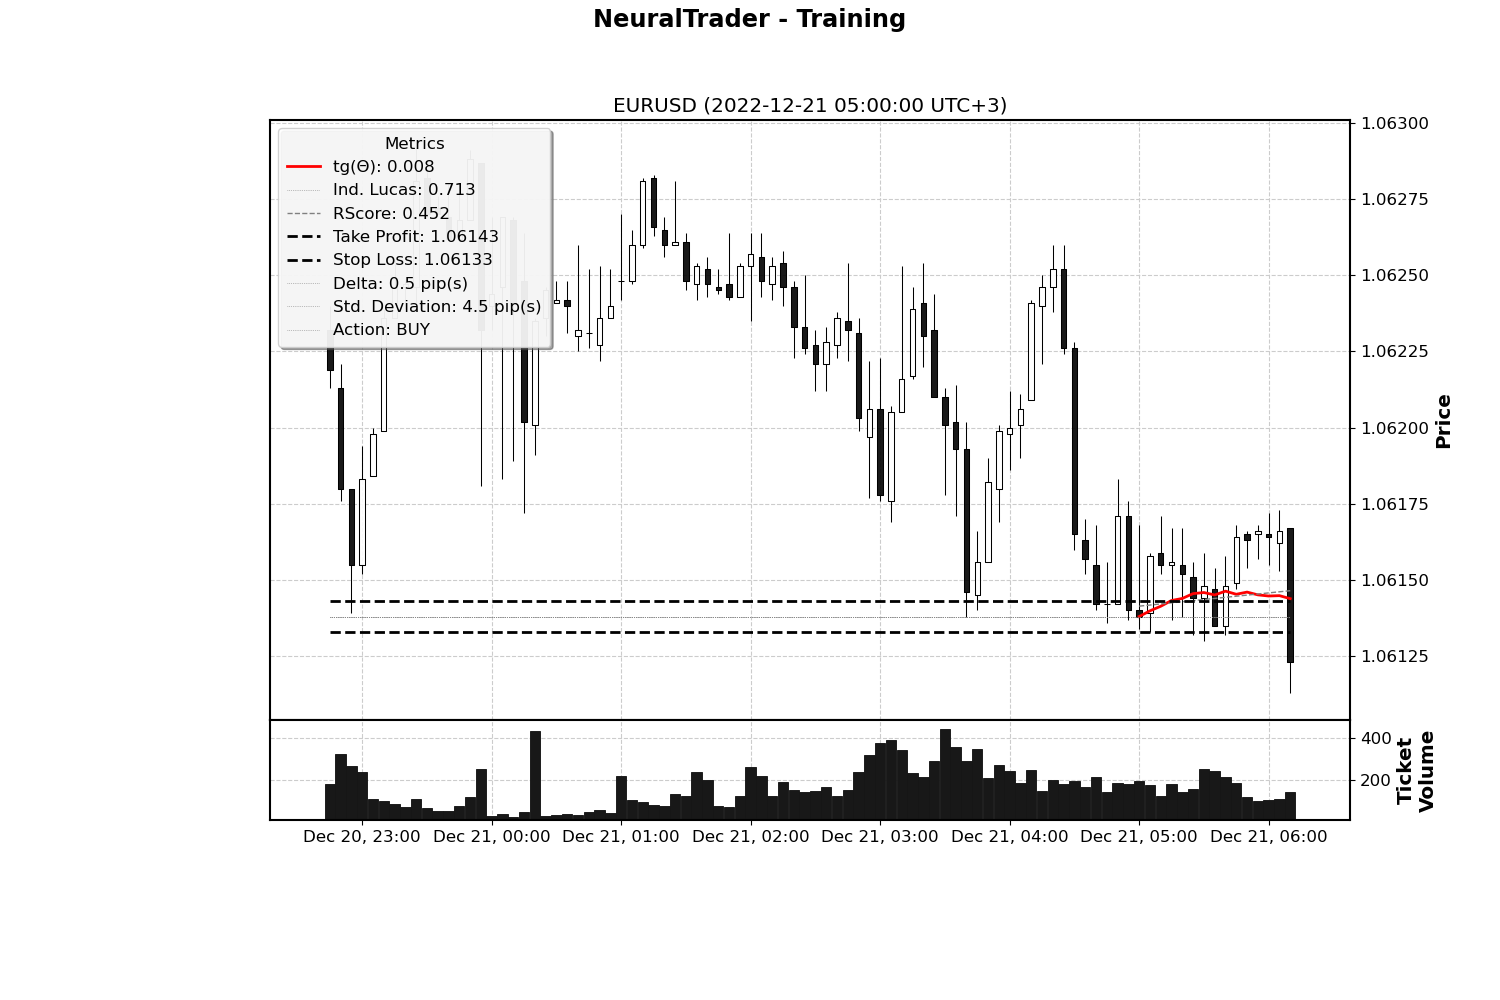 NeuralTrader - Training
EURUSD (2022-12-21 05:00:00 UTC+3)
Metrics
tg(Θ): 0.008
Ind. Lucas: 0.713
RScore: 0.452
Take Profit: 1.06143
Stop Loss: 1.06133
Delta: 0.5 pip(s)
Std. Deviation: 4.5 pip(s)
Action: BUY
1.06300
1.06275
1.06250
1.06225
1.06200
1.06175
1.06150
1.06125
Price
400
200
Ticket
Volume
Dec 20, 23:00 Dec 21, 00:00 Dec 21, 01:00 Dec 21, 02:00 Dec 21, 03:00 Dec 21, 04:00 Dec 21, 05:00 Dec 21, 06:00